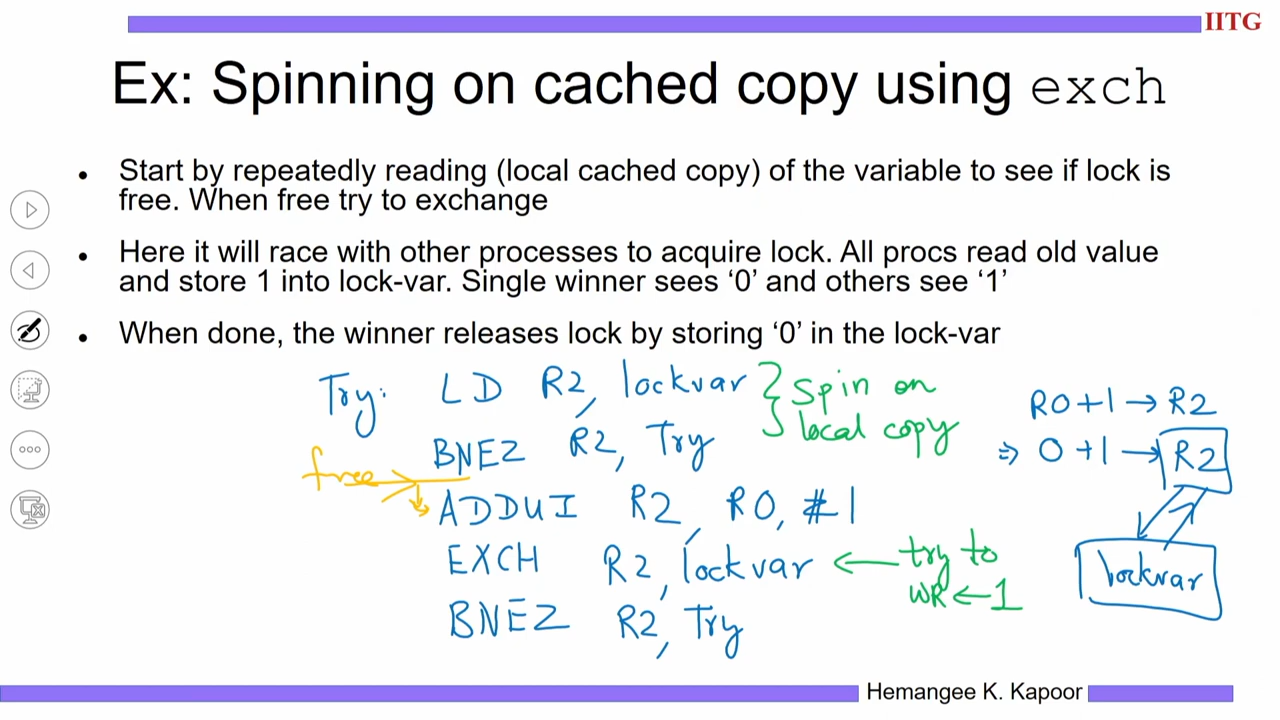 IITG
Ex: Spinning on cached copy using exch
• Start by repeatedly reading (local cached copy) of the variable to see if lock is
free. When free try to exchange
• Here it will race with other processes to acquire lock. All procs read old value
and store 1 into lock-var. Single winner sees ‘0’ and others see ‘1’
• When done, the winner releases lock by storing ‘0’ in the lock-var
Try: LD R2, lockvar } Spin on
local copy
BNEZ R2, Try
free
ADDUI R2, R0, #1
EXCH R2, lockvar ← try to
WR ← 1
BNEZ R2, Try
R0+1 → R2
⇒ 0+1 → R2
lockvar
Hemangee K. Kapoor